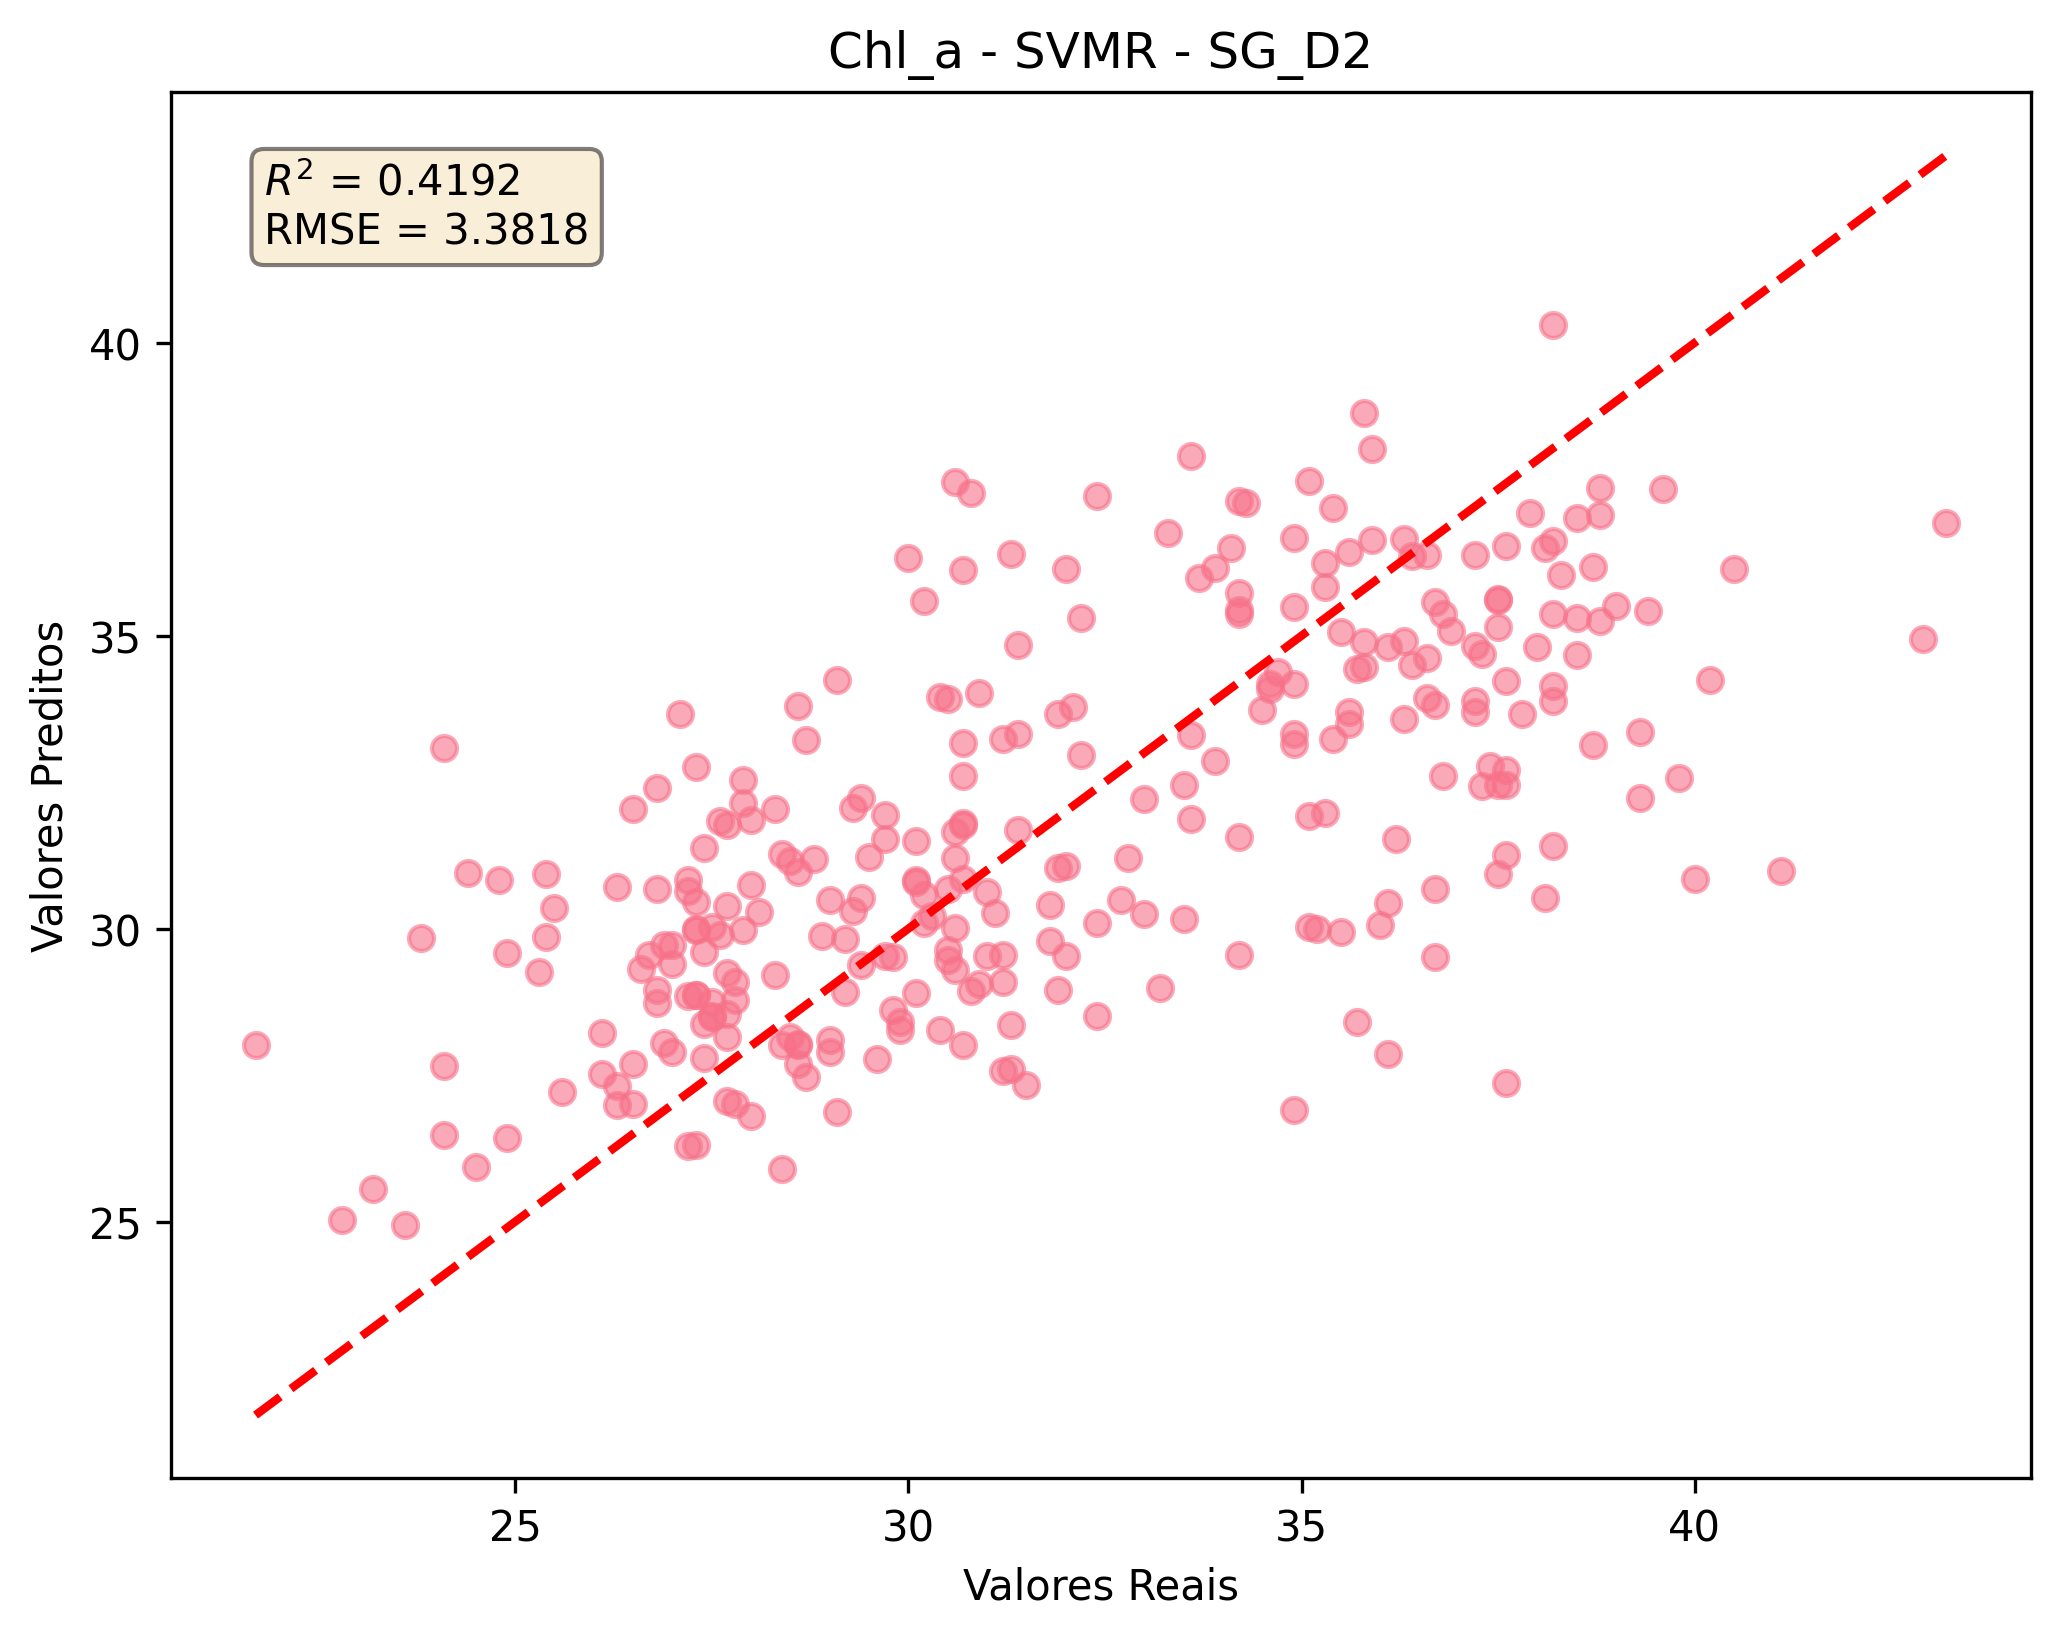 Chl_a - SVMR - SG_D2
R² = 0.4192
RMSE = 3.3818
Valores Preditos
40
35
30
25
25 30 35 40
Valores Reais